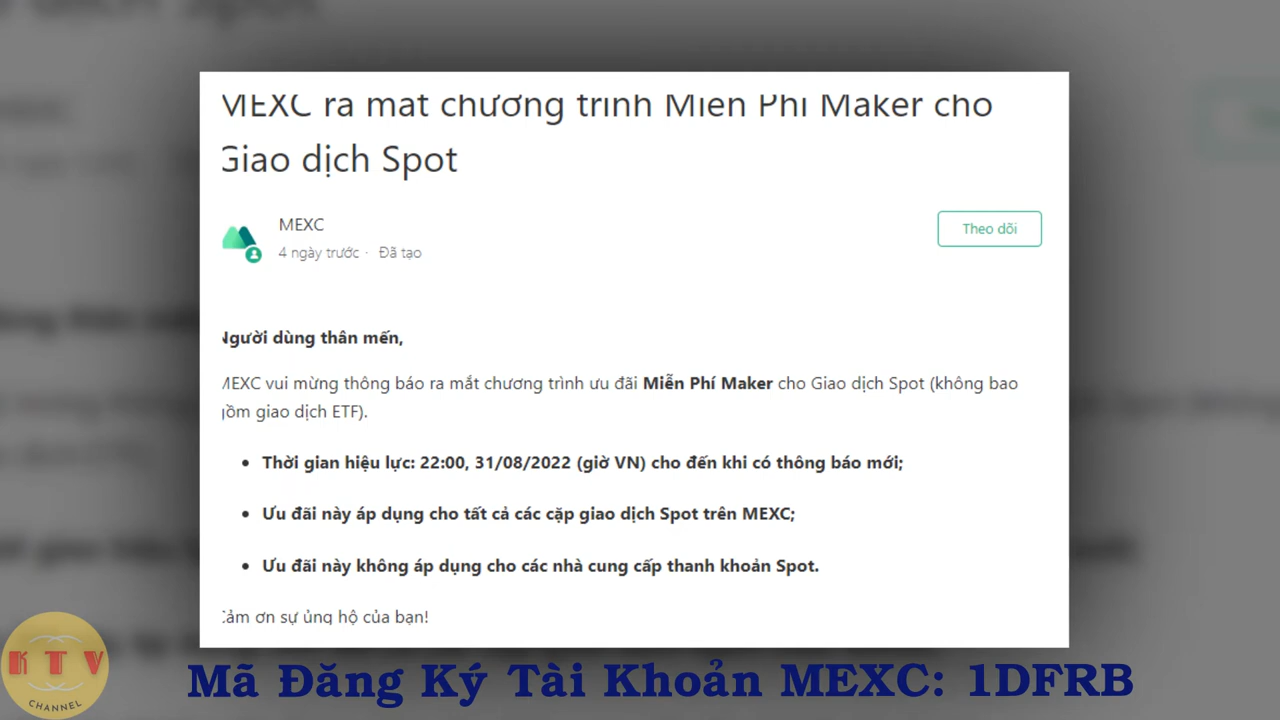 MEXC ra mắt chương trình Miễn Phí Maker cho
Giao dịch Spot
MEXC
4 ngày trước · Đã tạo
Theo dõi
Người dùng thân mến,
MEXC vui mừng thông báo ra mắt chương trình ưu đãi Miễn Phí Maker cho Giao dịch Spot (không bao
gồm giao dịch ETF).
• Thời gian hiệu lực: 22:00, 31/08/2022 (giờ VN) cho đến khi có thông báo mới;
• Ưu đãi này áp dụng cho tất cả các cặp giao dịch Spot trên MEXC;
• Ưu đãi này không áp dụng cho các nhà cung cấp thanh khoản Spot.
Cảm ơn sự ủng hộ của bạn!
KTV
CHANNEL
Mã Đăng Ký Tài Khoản MEXC: 1DFRB